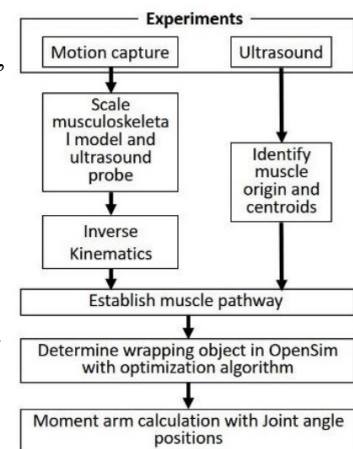 Experiments
Motion capture
Ultrasound
Scale
musculoskeleta
l model and
ultrasound
probe
Identify
muscle
origin and
centroids
Inverse
Kinematics
Establish muscle pathway
Determine wrapping object in OpenSim
with optimization algorithm
Moment arm calculation with Joint angle
positions